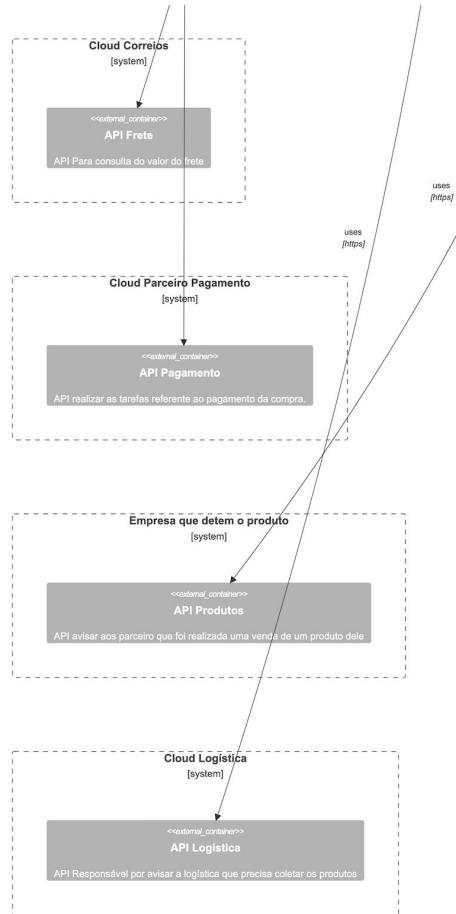 Cloud Correios
[system]
<<external_container>>
API Frete
API Para consulta do valor do frete
uses
[https]
uses
[https]
Cloud Parceiro Pagamento
[system]
<<external_container>>
API Pagamento
API realizar as tarefas referente ao pagamento da compra.
Empresa que detem o produto
[system]
<<external_container>>
API Produtos
API avisar aos parceiro que foi realizada uma venda de um produto dele
Cloud Logística
[system]
<<external_container>>
API Logística
API Responsável por avisar a logística que precisa coletar os produtos